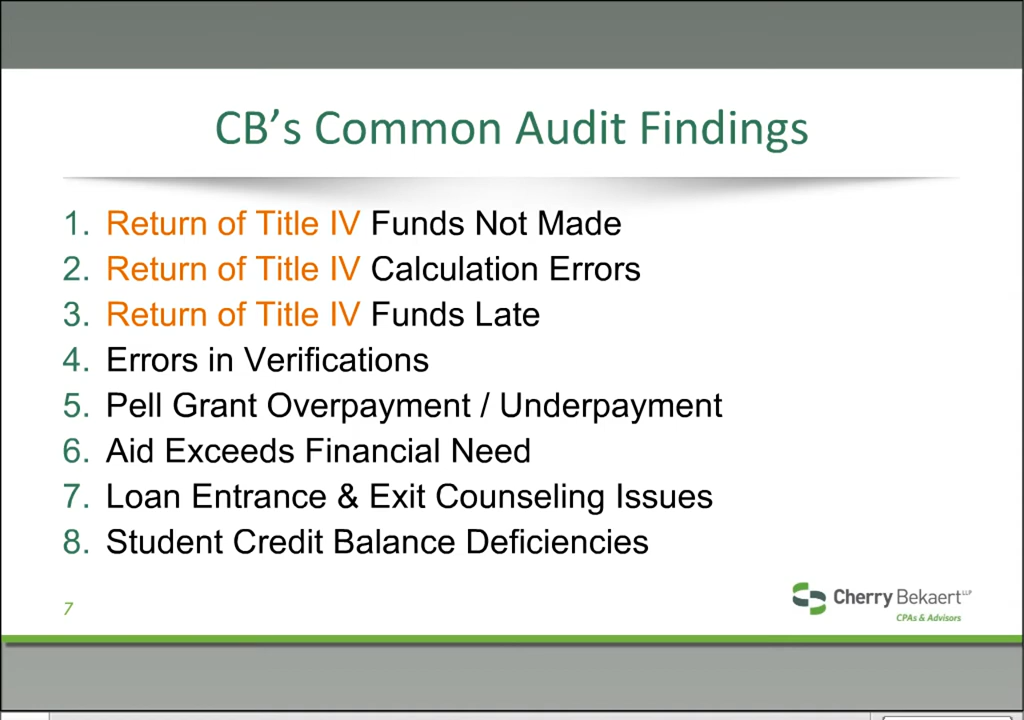 CB’s Common Audit Findings
1. Return of Title IV Funds Not Made
2. Return of Title IV Calculation Errors
3. Return of Title IV Funds Late
4. Errors in Verifications
5. Pell Grant Overpayment / Underpayment
6. Aid Exceeds Financial Need
7. Loan Entrance & Exit Counseling Issues
8. Student Credit Balance Deficiencies
7
Cherry Bekaert LLP
CPAs & Advisors